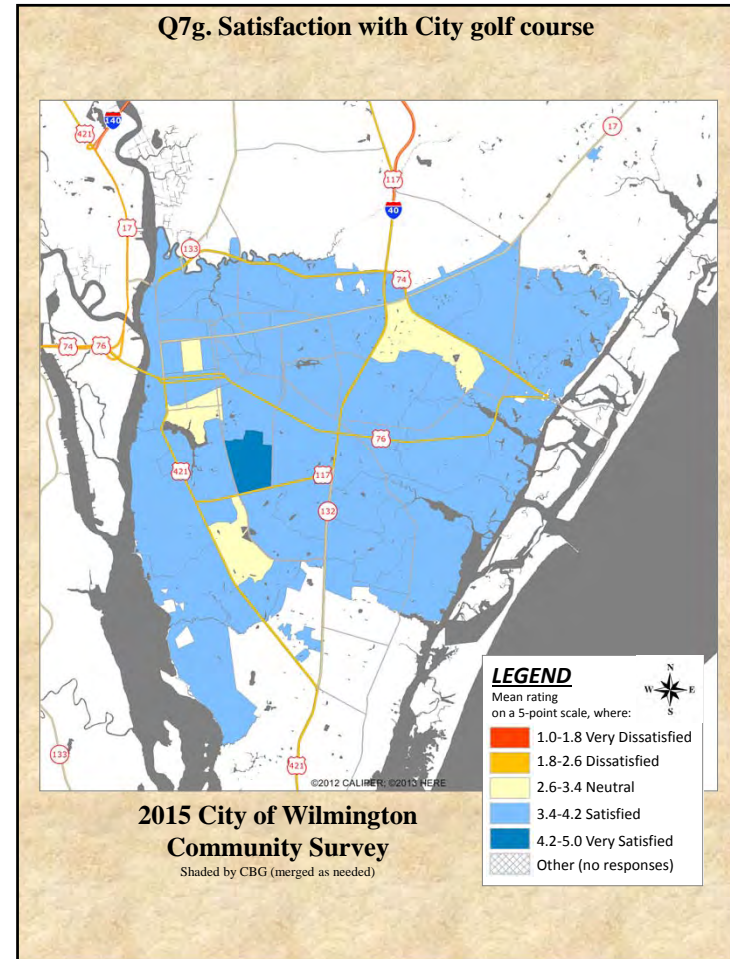 Q7g. Satisfaction with City golf course
140
421
17
117
40
17
133
74
74
76
76
421
117
132
133
421
©2012 CALIPER; ©2013 HERE
LEGEND
Mean rating
on a 5-point scale, where:
N
W E
S
1.0-1.8 Very Dissatisfied
1.8-2.6 Dissatisfied
2.6-3.4 Neutral
3.4-4.2 Satisfied
4.2-5.0 Very Satisfied
Other (no responses)
2015 City of Wilmington
Community Survey
Shaded by CBG (merged as needed)